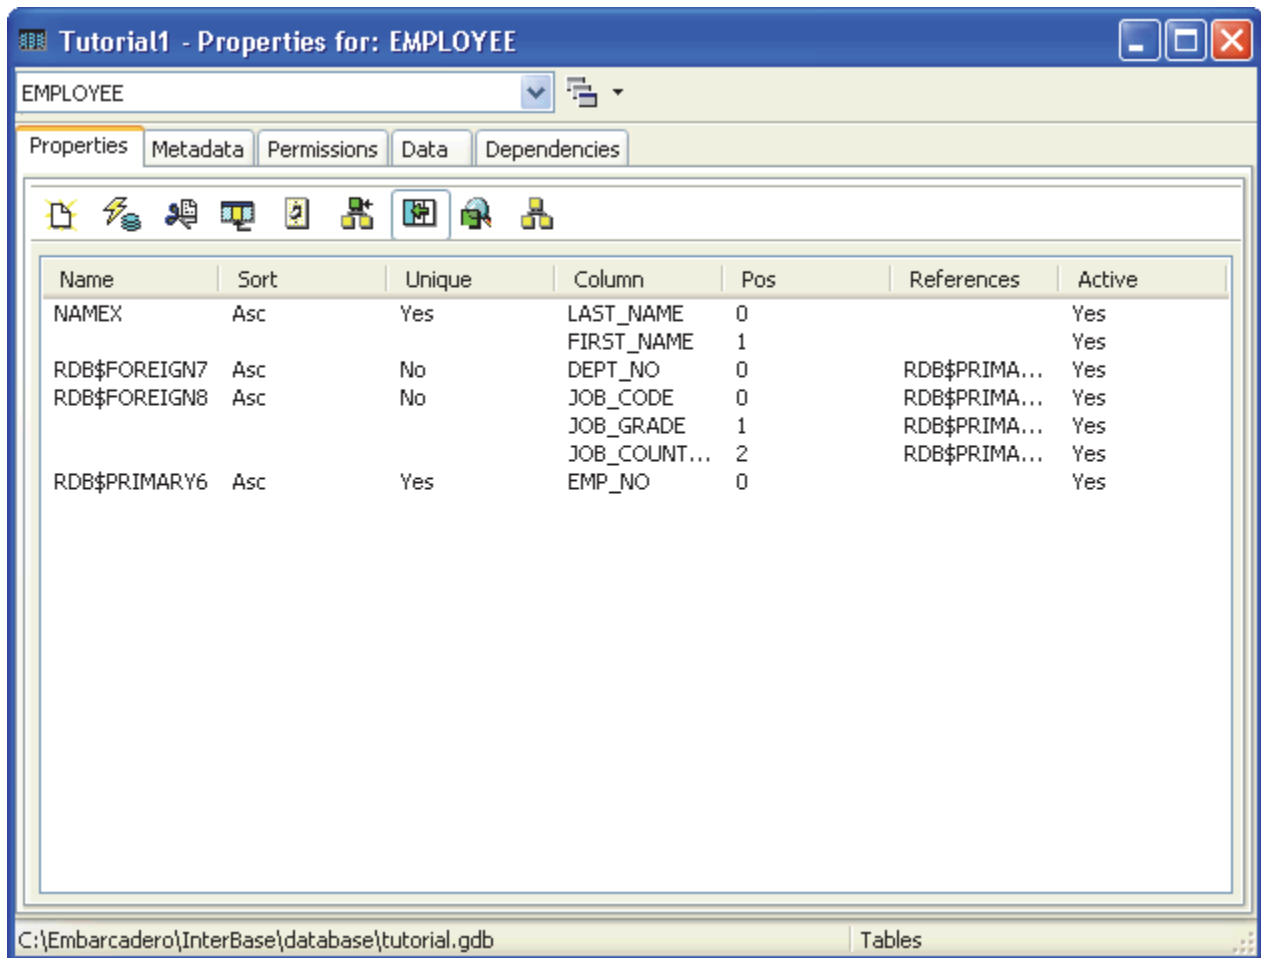 Tutorial1 - Properties for: EMPLOYEE
EMPLOYEE
Properties Metadata Permissions Data Dependencies
Name Sort Unique Column Pos References Active
NAMEX Asc Yes LAST_NAME 0 Yes
FIRST_NAME 1 Yes
RDB$FOREIGN7 Asc No DEPT_NO 0 RDB$PRIMA... Yes
RDB$FOREIGN8 Asc No JOB_CODE 0 RDB$PRIMA... Yes
JOB_GRADE 1 RDB$PRIMA... Yes
JOB_COUNT... 2 RDB$PRIMA... Yes
RDB$PRIMARY6 Asc Yes EMP_NO 0 Yes
C:\Embarcadero\InterBase\database\tutorial.gdb Tables